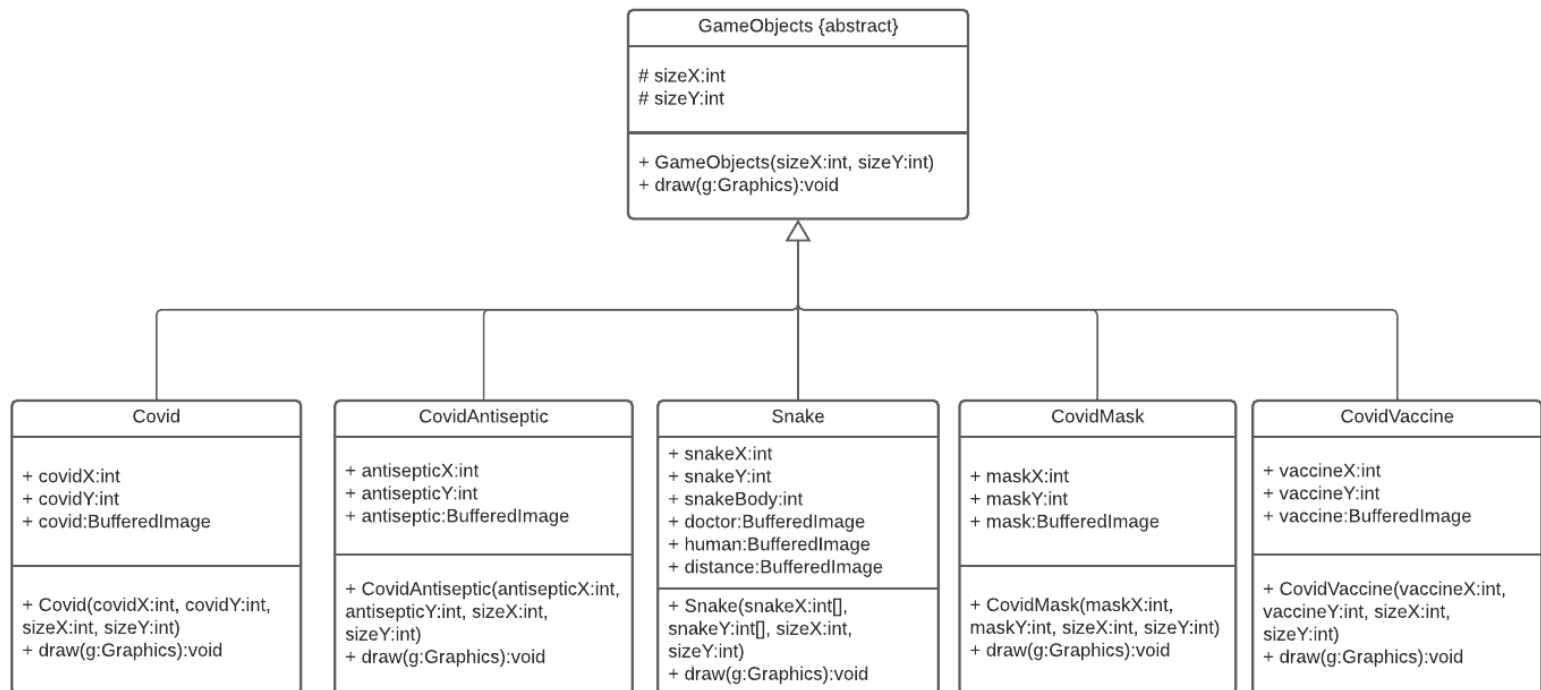 GameObjects {abstract}
# sizeX:int
# sizeY:int
+ GameObjects(sizeX:int, sizeY:int)
+ draw(g:Graphics):void
Covid
+ covidX:int
+ covidY:int
+ covid:BufferedImage
+ Covid(covidX:int, covidY:int,
sizeX:int, sizeY:int)
+ draw(g:Graphics):void
CovidAntiseptic
+ antisepticX:int
+ antisepticY:int
+ antiseptic:BufferedImage
+ CovidAntiseptic(antisepticX:int,
antisepticY:int, sizeX:int,
sizeY:int)
+ draw(g:Graphics):void
Snake
+ snakeX:int
+ snakeY:int
+ snakeBody:int
+ doctor:BufferedImage
+ human:BufferedImage
+ distance:BufferedImage
+ Snake(snakeX:int[],
snakeY:int[], sizeX:int,
sizeY:int)
+ draw(g:Graphics):void
CovidMask
+ maskX:int
+ maskY:int
+ mask:BufferedImage
+ CovidMask(maskX:int,
maskY:int, sizeX:int, sizeY:int)
+ draw(g:Graphics):void
CovidVaccine
+ vaccineX:int
+ vaccineY:int
+ vaccine:BufferedImage
+ CovidVaccine(vaccineX:int,
vaccineY:int, sizeX:int,
sizeY:int)
+ draw(g:Graphics):void